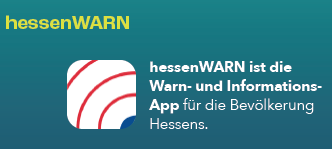 hessenWARN
hessenWARN ist die
Warn- und Informations-
App für die Bevölkerung
Hessens.